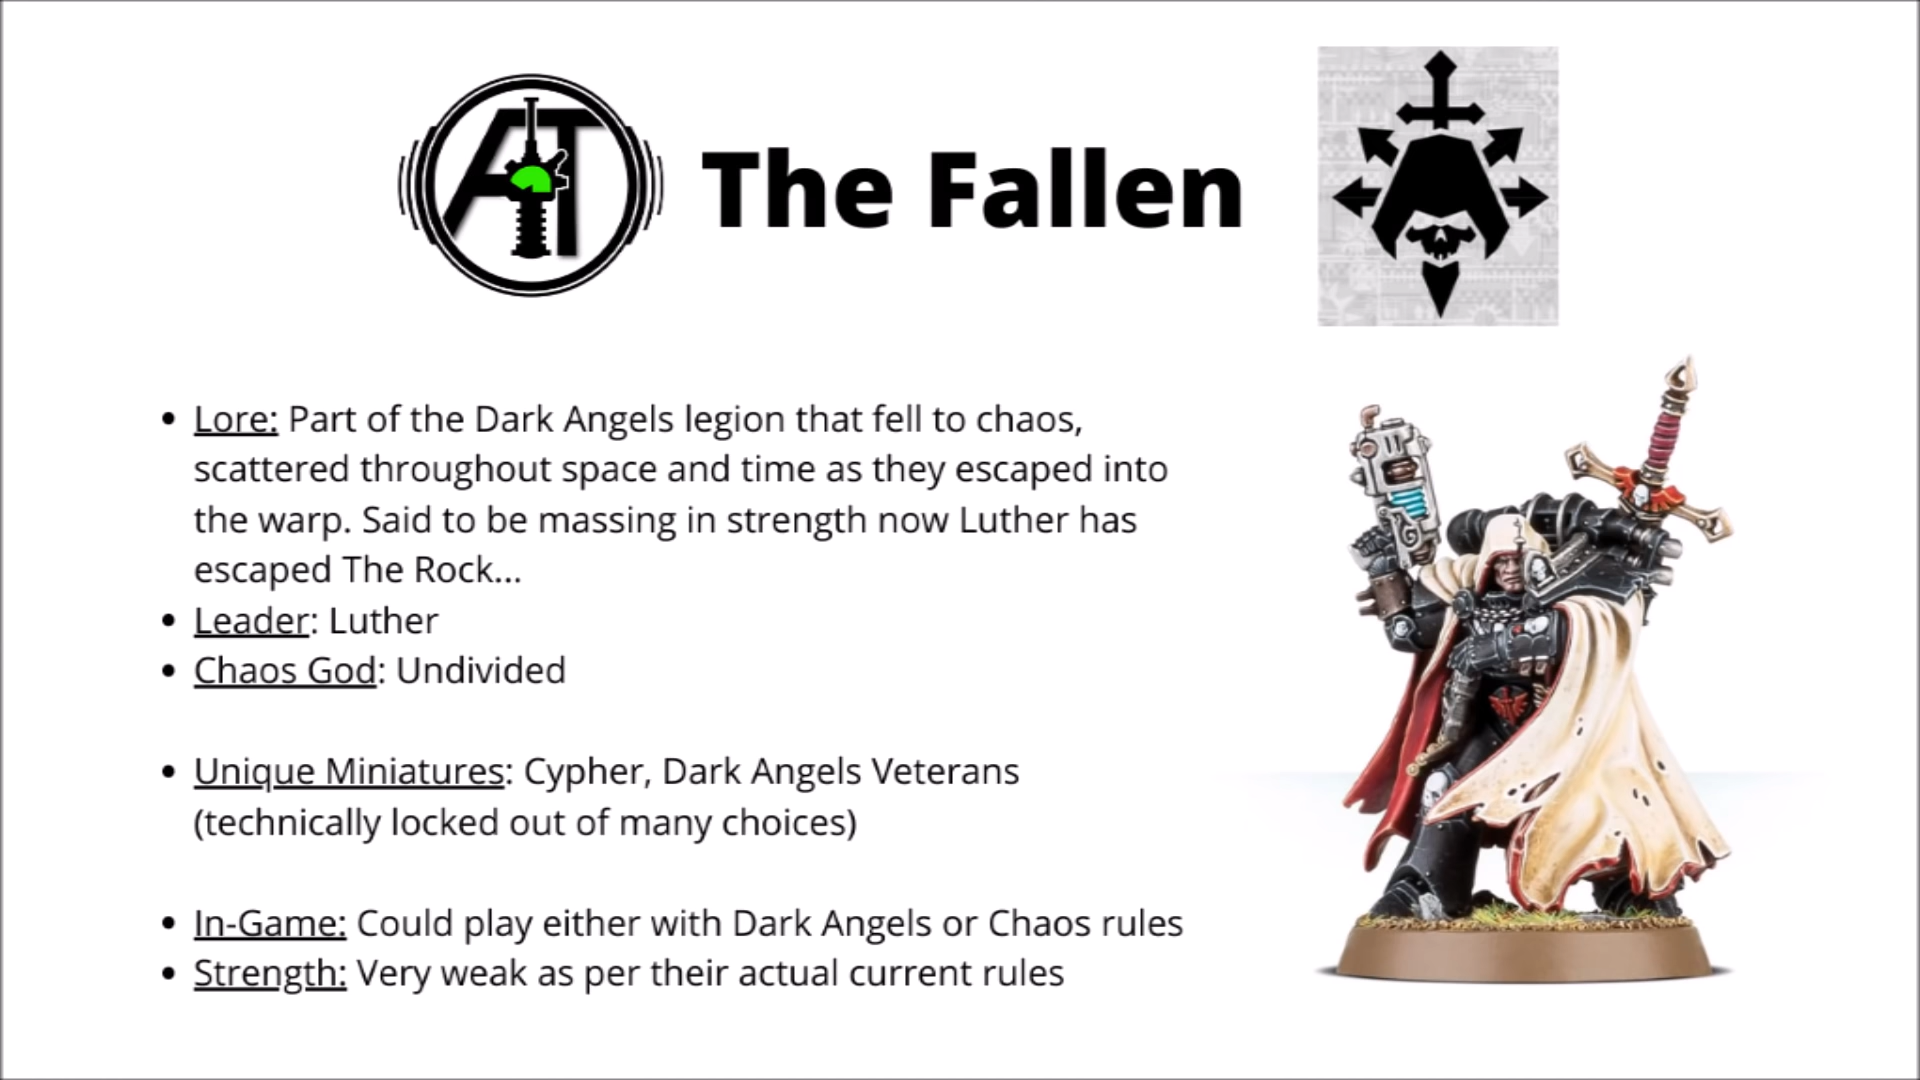 AT
The Fallen
• Lore: Part of the Dark Angels legion that fell to chaos,
scattered throughout space and time as they escaped into
the warp. Said to be massing in strength now Luther has
escaped The Rock...
• Leader: Luther
• Chaos God: Undivided
• Unique Miniatures: Cypher, Dark Angels Veterans
(technically locked out of many choices)
• In-Game: Could play either with Dark Angels or Chaos rules
• Strength: Very weak as per their actual current rules